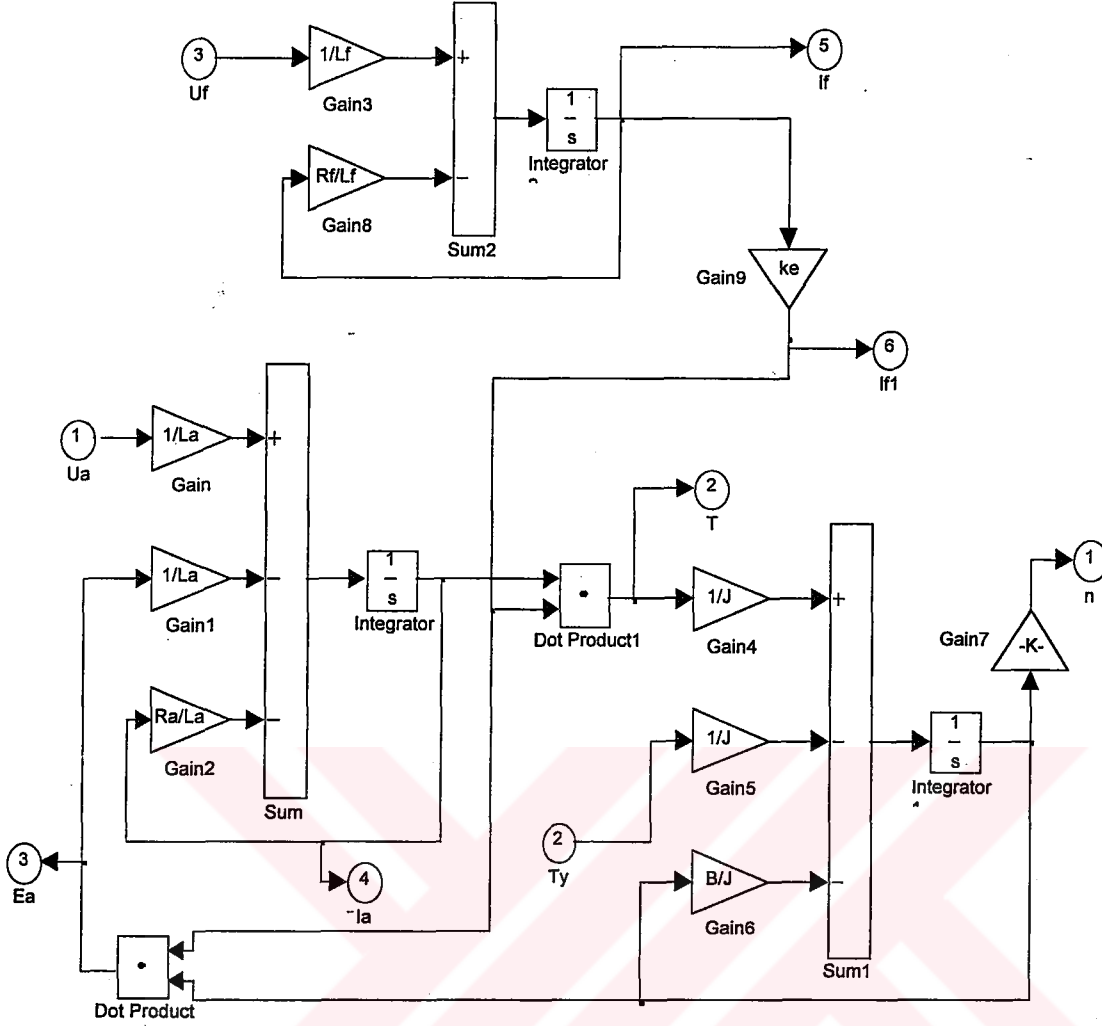 3
Uf
1/Lf
Gain3
+
Rf/Lf
Gain8
−
Sum2
1
s
Integrator
5
If
ke
Gain9
6
If1
1
Ua
1/La
Gain
+
1/La
Gain1
−
Ra/La
Gain2
−
Sum
1
s
Integrator
3
Ea
4
Ia
Dot Product
Dot Product1
2
T
1/J
Gain4
+
1/J
Gain5
−
2
Ty
B/J
Gain6
−
Sum1
1
s
Integrator
Gain7
-K-
1
n